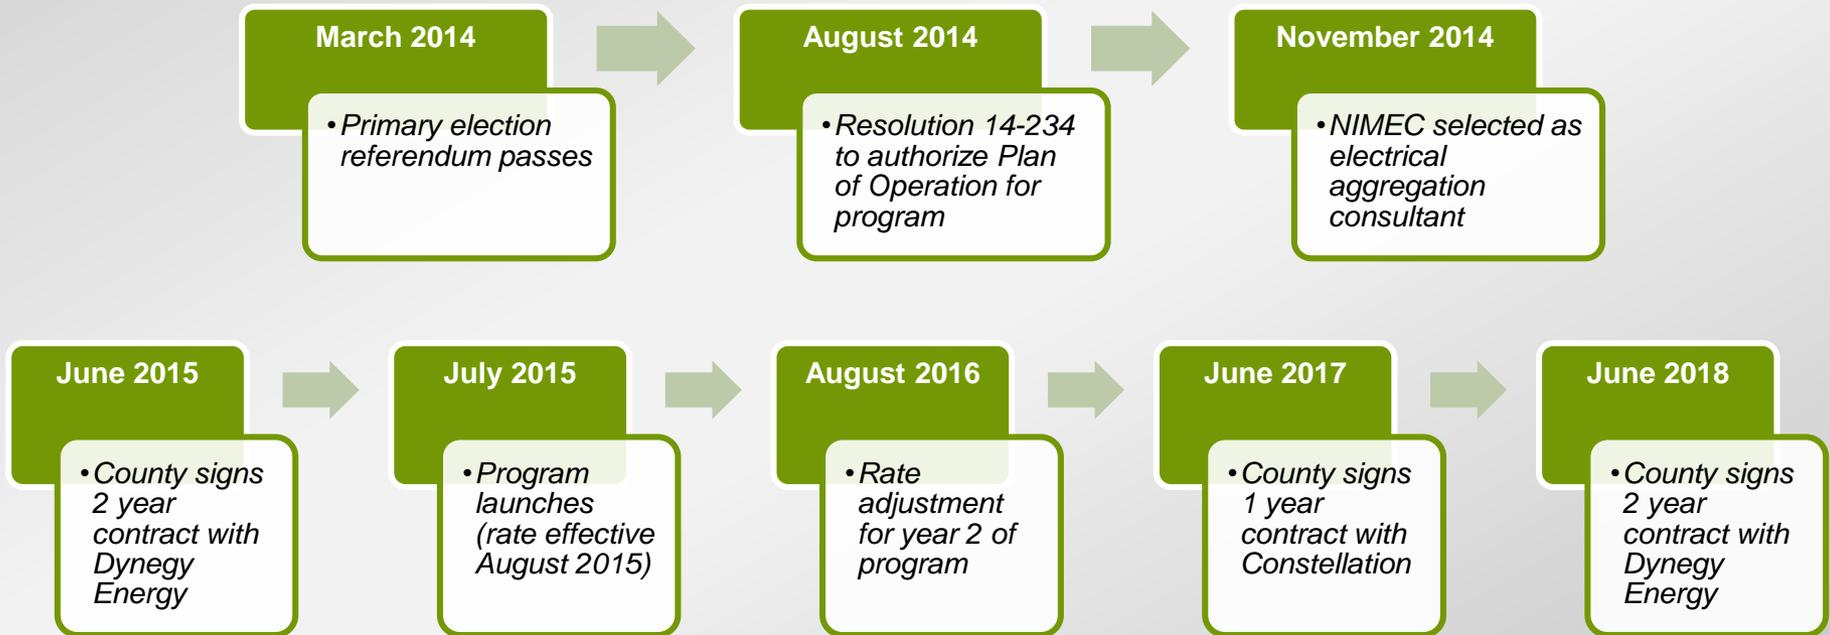 March 2014
• Primary election
referendum passes
August 2014
• Resolution 14-234
to authorize Plan
of Operation for
program
November 2014
• NIMEC selected as
electrical
aggregation
consultant
June 2015
• County signs
2 year
contract with
Dynegy
Energy
July 2015
• Program
launches
(rate effective
August 2015)
August 2016
• Rate
adjustment
for year 2 of
program
June 2017
• County signs
1 year
contract with
Constellation
June 2018
• County signs
2 year
contract with
Dynegy
Energy